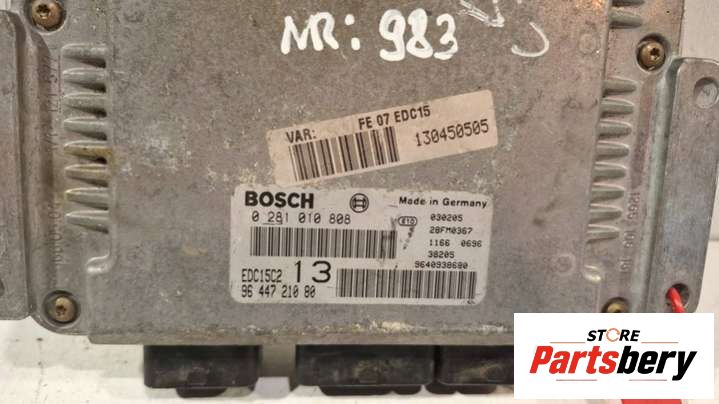 NR: 983
VAR: FE 07 EDC15
130450505
BOSCH
Made in Germany
0 281 010 808
030205
28FM0367
1166 0696
38205
9640938680
EDC15C2 13
96 447 210 80
STORE
Partsbery